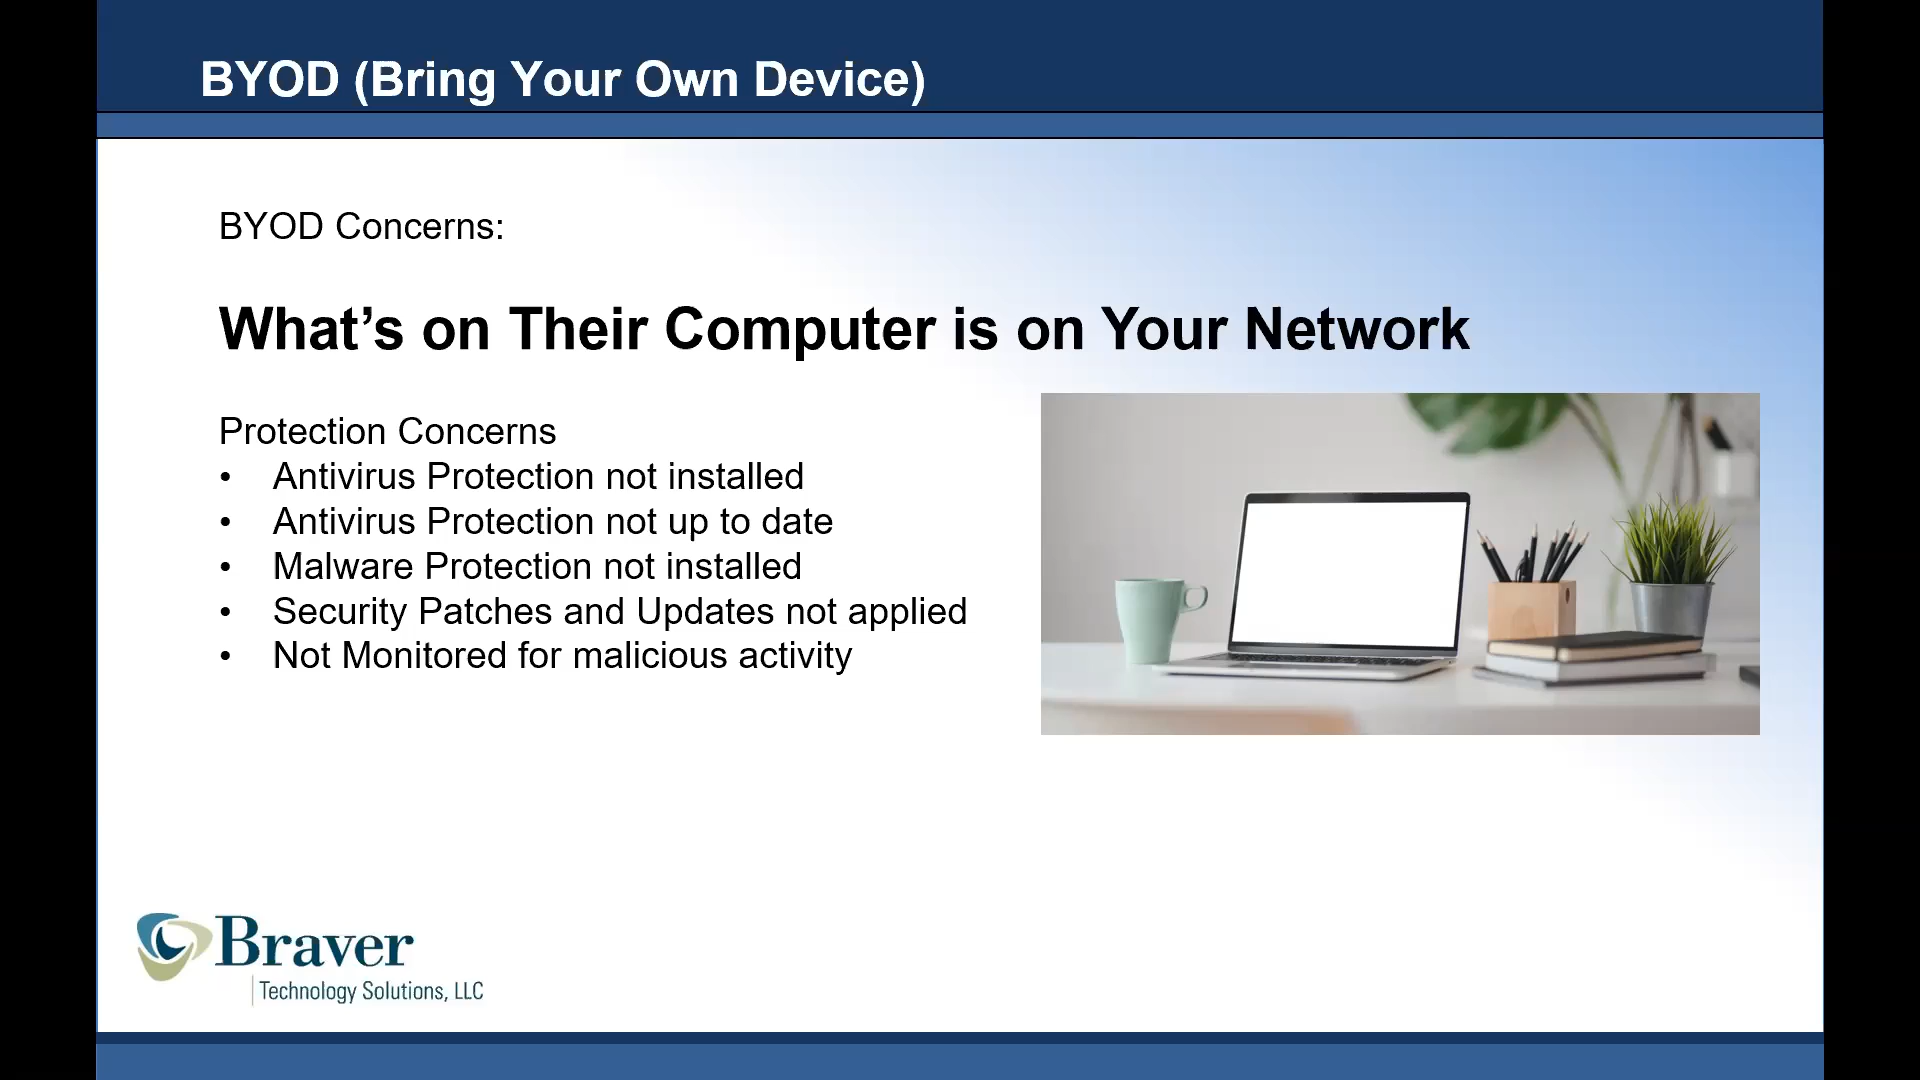 BYOD (Bring Your Own Device)
BYOD Concerns:
What’s on Their Computer is on Your Network
Protection Concerns
• Antivirus Protection not installed
• Antivirus Protection not up to date
• Malware Protection not installed
• Security Patches and Updates not applied
• Not Monitored for malicious activity
Braver
Technology Solutions, LLC